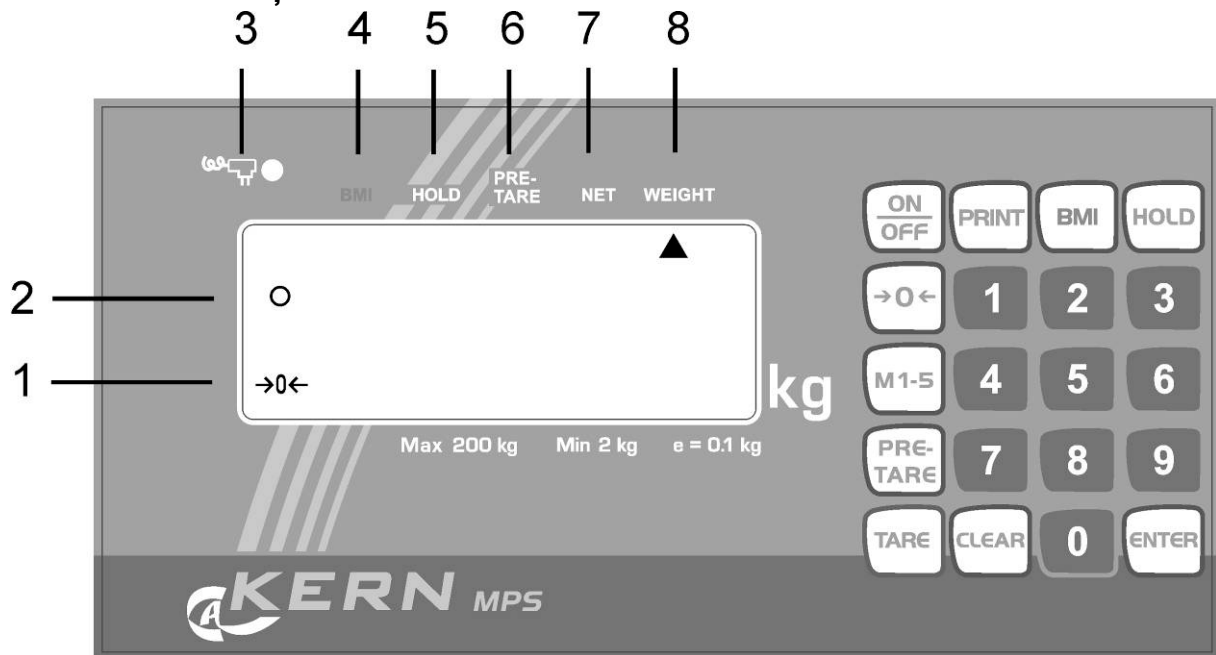 3 4 5 6 7 8
BMI HOLD PRE-TARE NET WEIGHT
2
1
→0←
kg
Max 200 kg Min 2 kg e = 0.1 kg
ON
OFF
PRINT BMI HOLD
→0← 1 2 3
M1-5 4 5 6
PRE-
TARE
7 8 9
TARE CLEAR 0 ENTER
KERN MPS